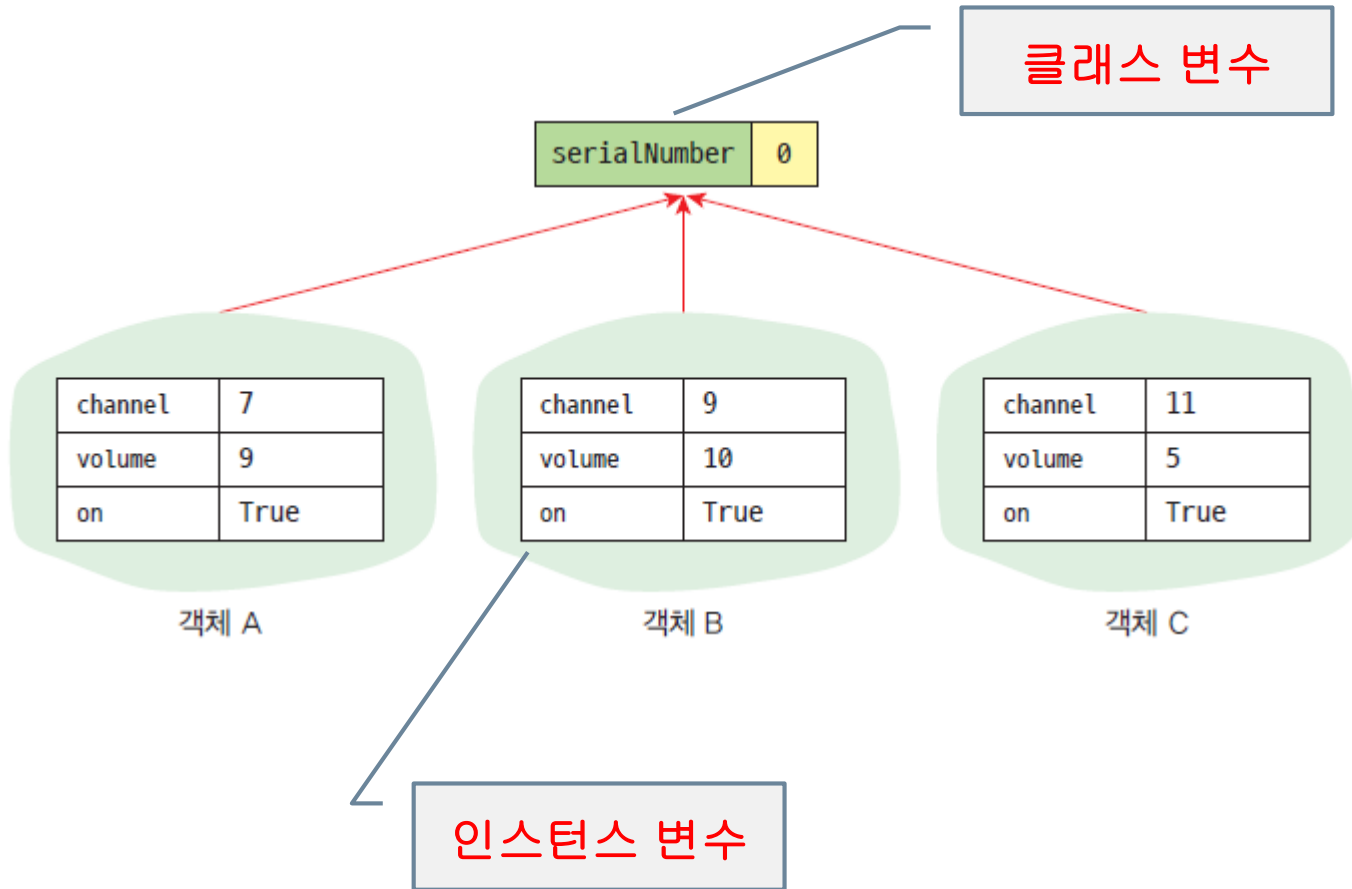 클래스 변수
serialNumber 0
channel 7
volume 9
on True
객체 A
channel 9
volume 10
on True
객체 B
channel 11
volume 5
on True
객체 C
인스턴스 변수